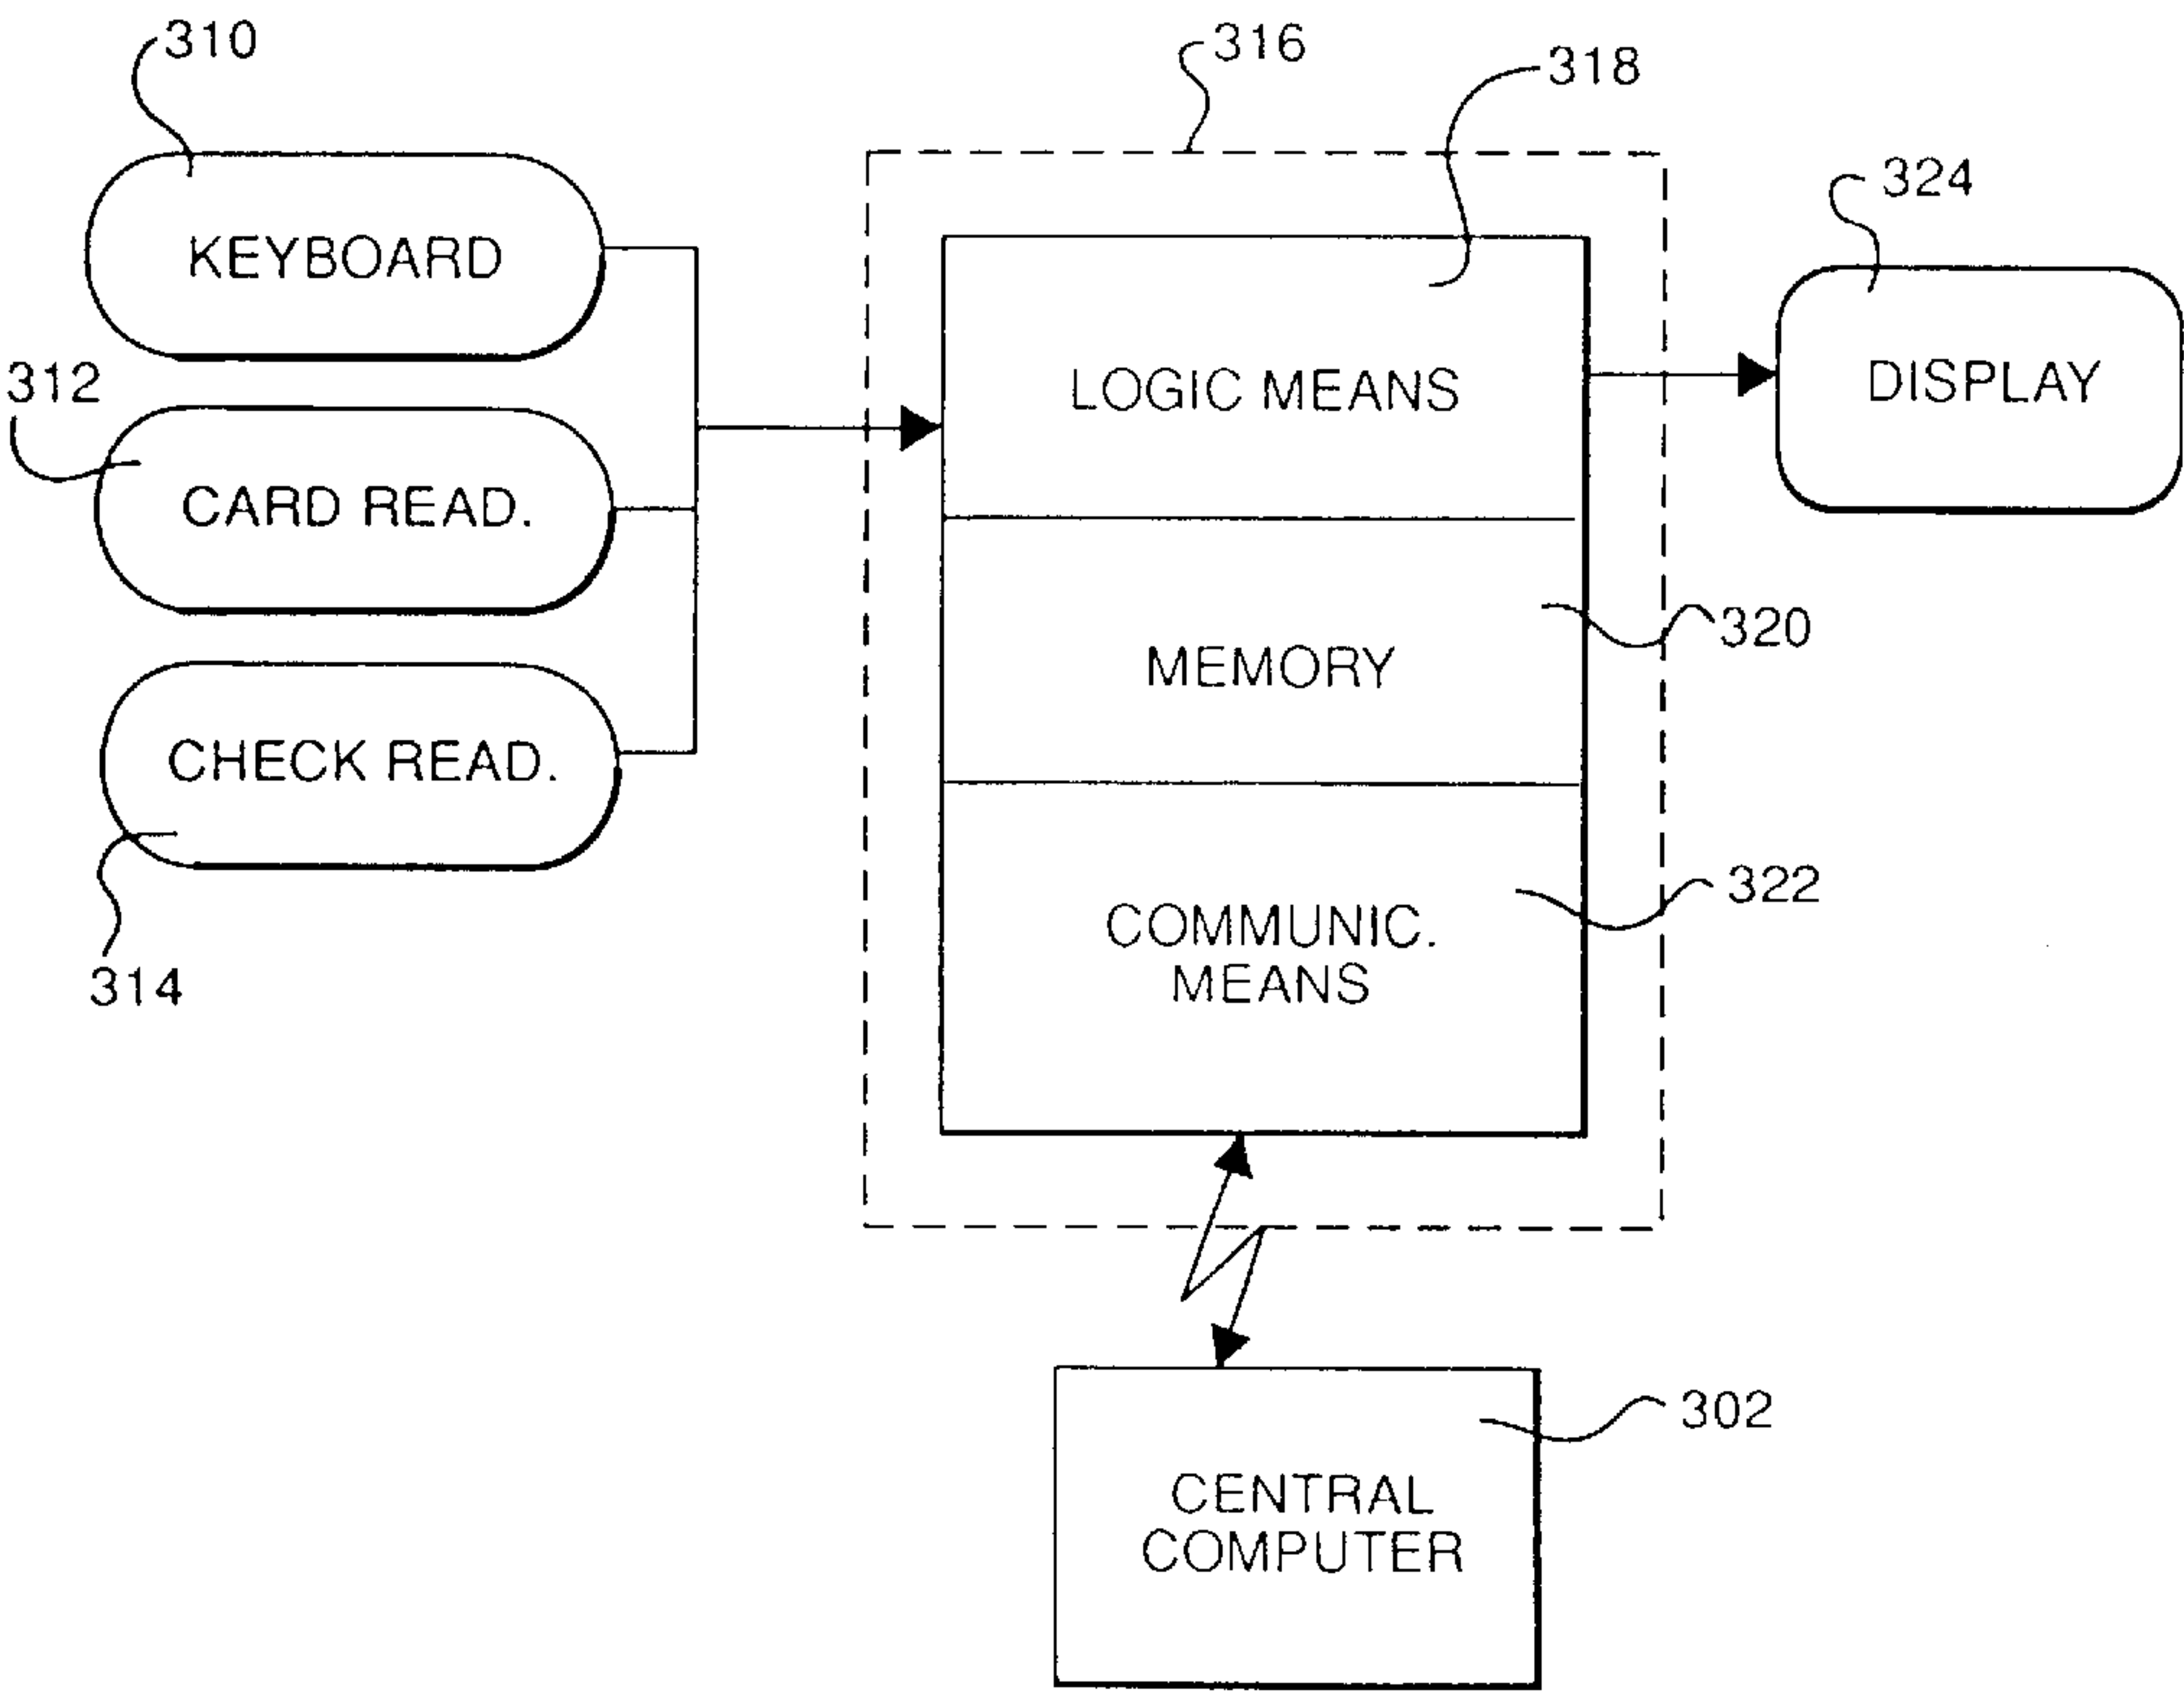 310
316
318
324
KEYBOARD
312
LOGIC MEANS
DISPLAY
CARD READ.
320
MEMORY
CHECK READ.
322
COMMUNIC.
MEANS
314
302
CENTRAL
COMPUTER